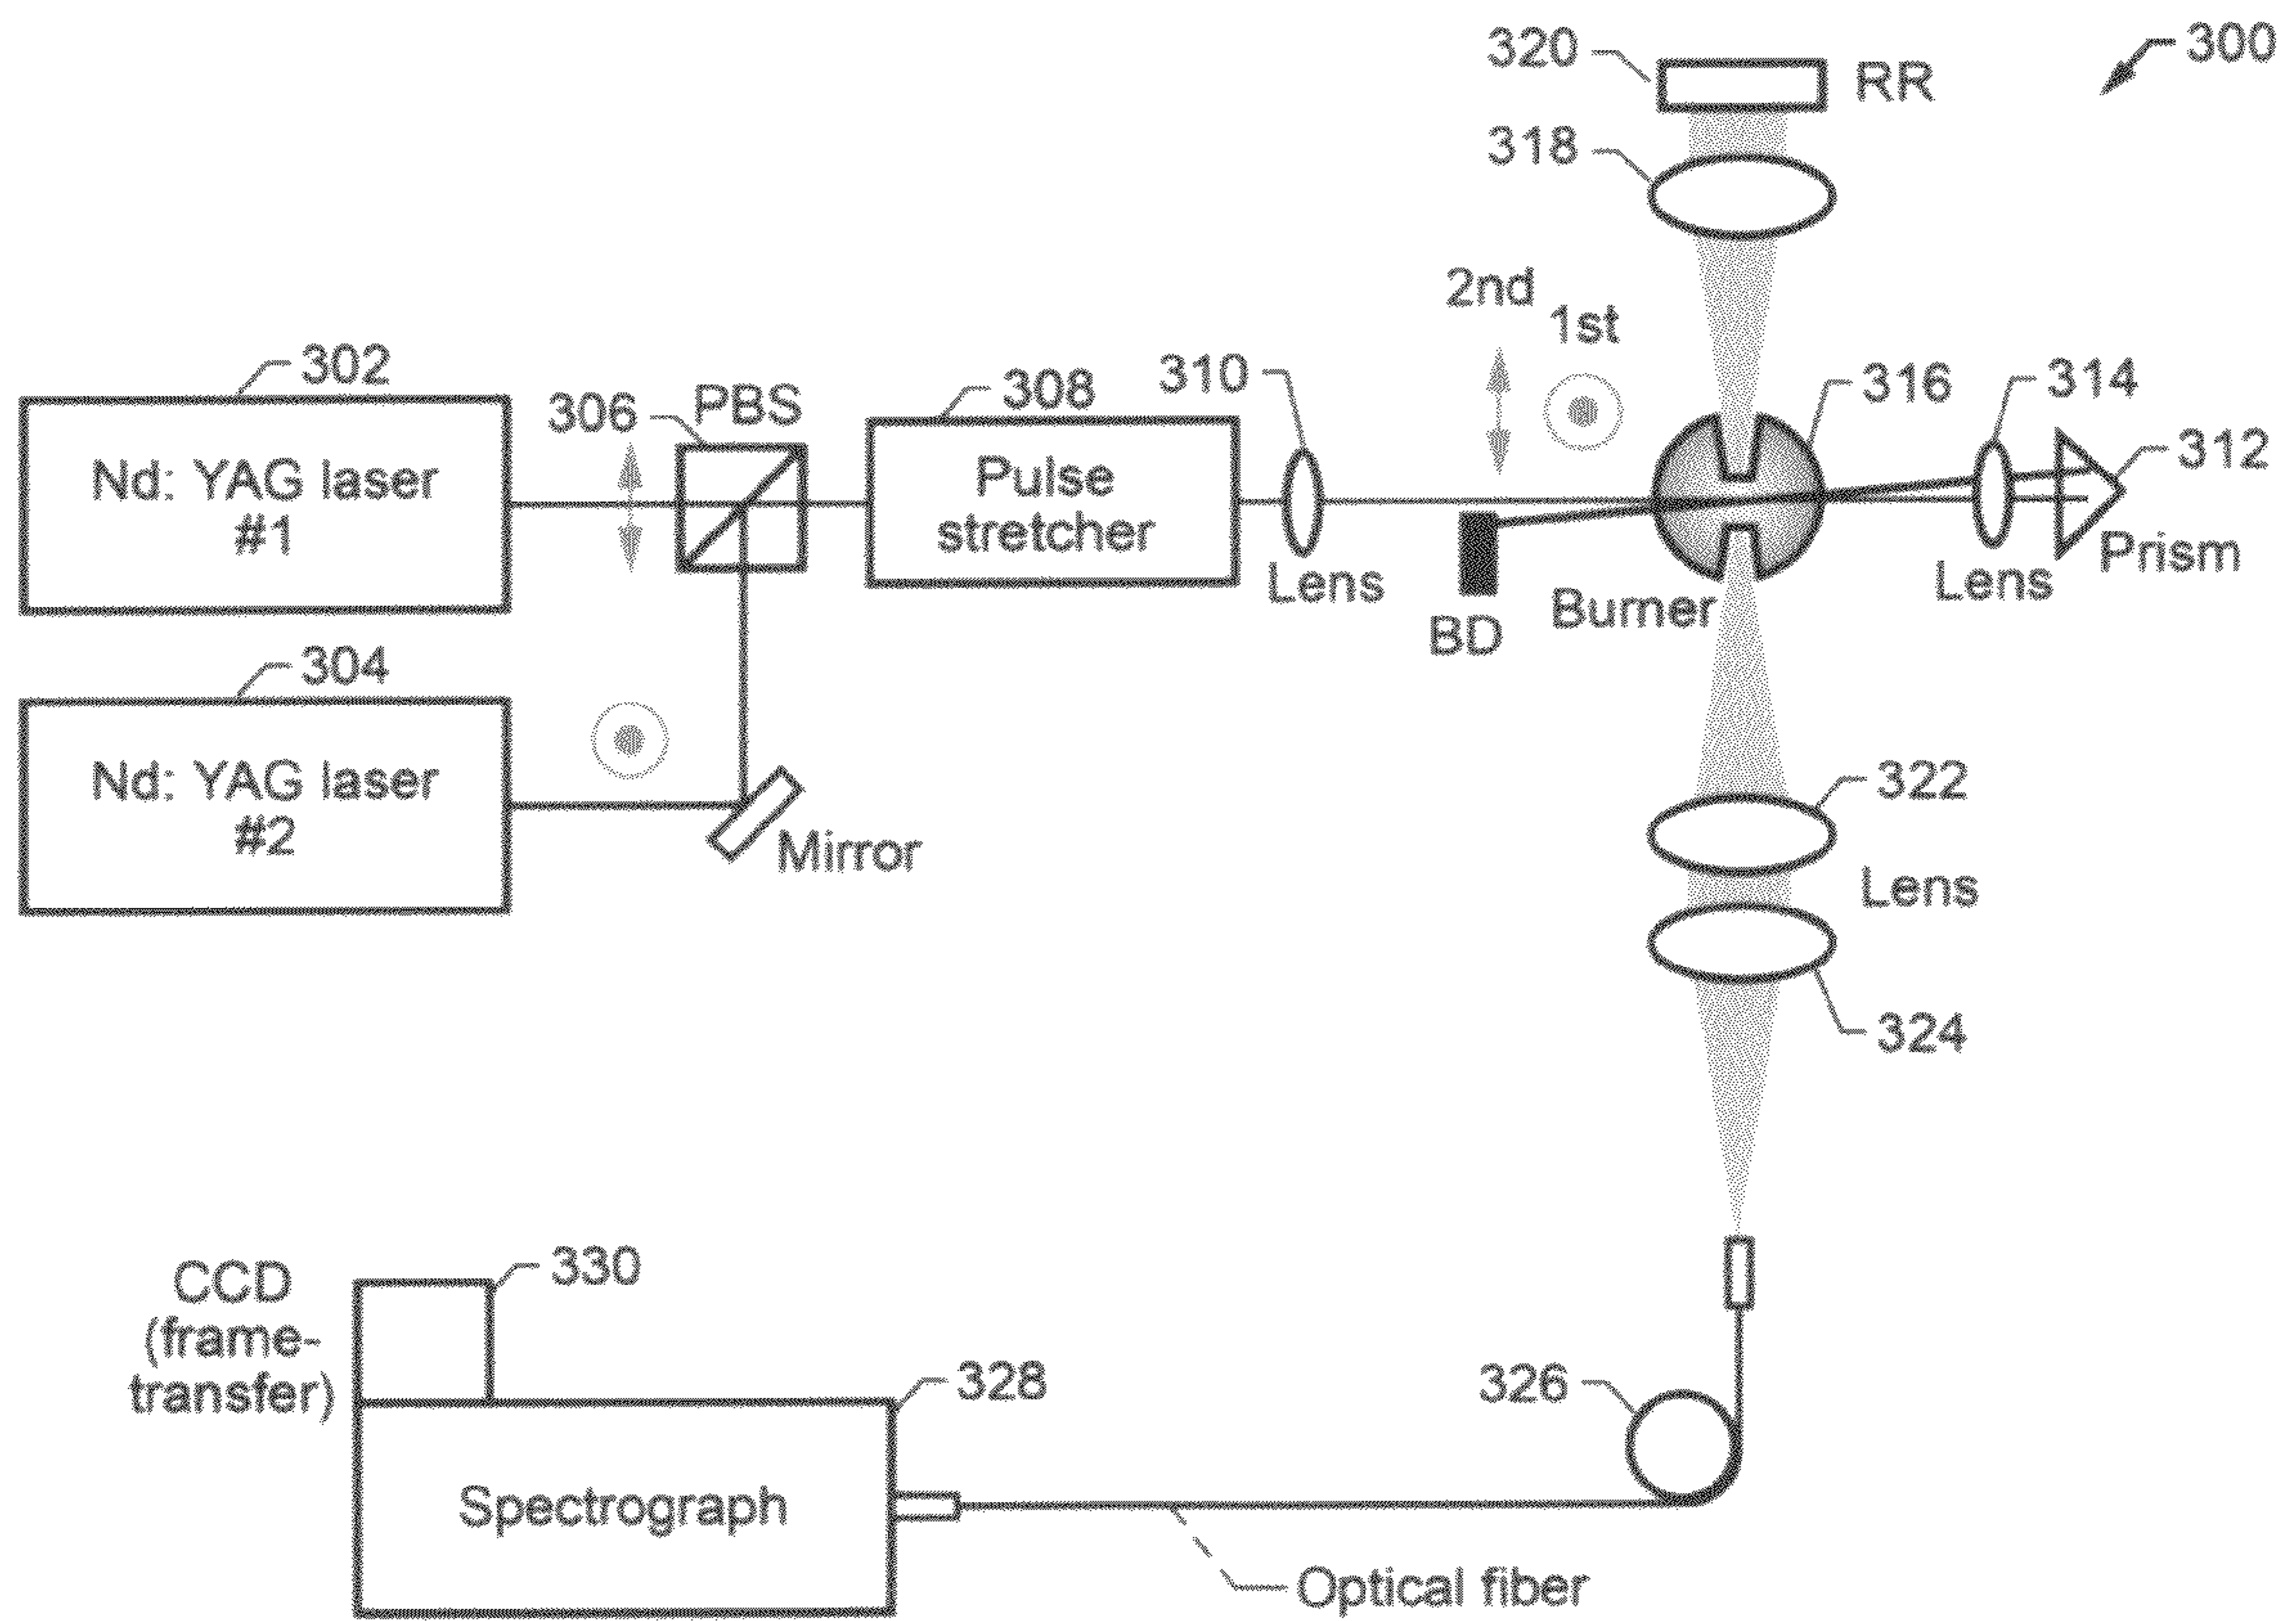 300
320
RR
318
2nd
1st
302
306
PBS
308
310
316
314
312
Nd: YAG laser
#1
Pulse
stretcher
Lens
BD
Burner
Lens
Prism
304
Nd: YAG laser
#2
Mirror
322
Lens
324
CCD
(frame-
transfer)
330
328
326
Spectrograph
Optical fiber